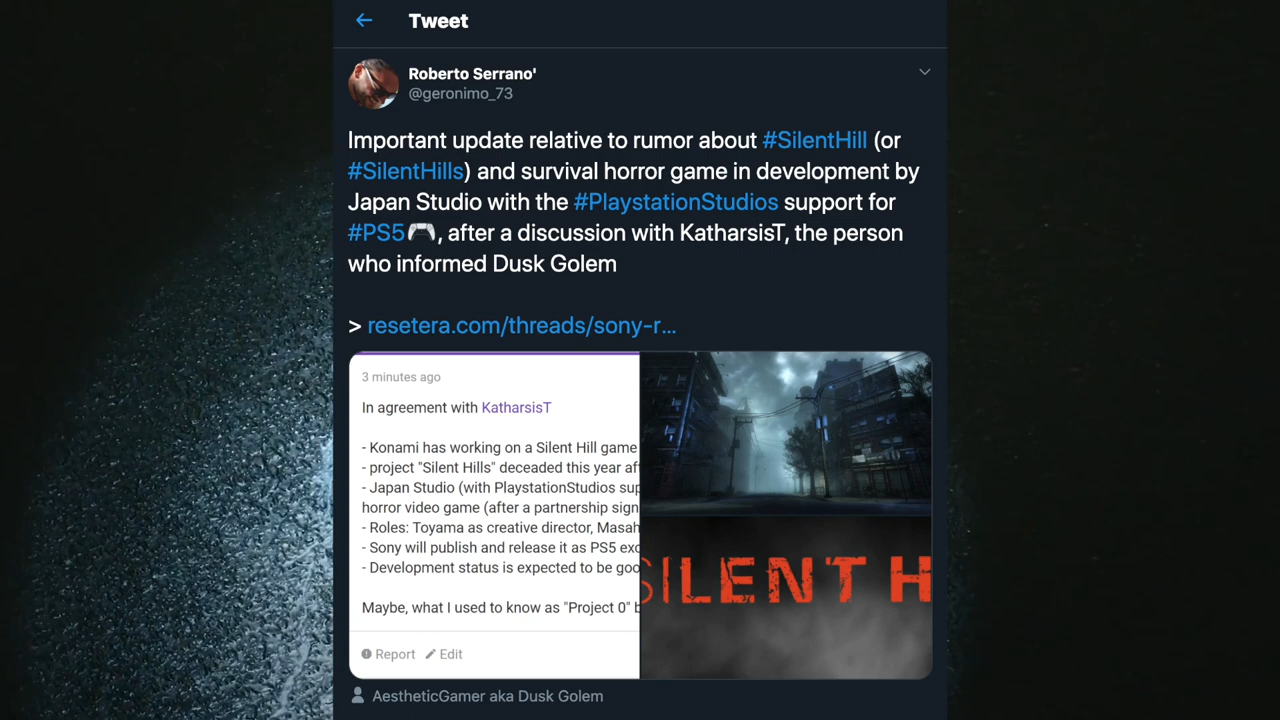 Tweet
Roberto Serrano'
@geronimo_73
Important update relative to rumor about #SilentHill (or
#SilentHills) and survival horror game in development by
Japan Studio with the #PlaystationStudios support for
#PS5🎮, after a discussion with KatharsisT, the person
who informed Dusk Golem
> resetera.com/threads/sony-r...
3 minutes ago
In agreement with KatharsisT
- Konami has working on a Silent Hill game
- project "Silent Hills" deceaded this year af
- Japan Studio (with PlaystationStudios sup
horror video game (after a partnership sign
- Roles: Toyama as creative director, Masah
- Sony will publish and release it as PS5 exc
- Development status is expected to be goo
Maybe, what I used to know as "Project 0" b
Report Edit
SILENT H
AestheticGamer aka Dusk Golem